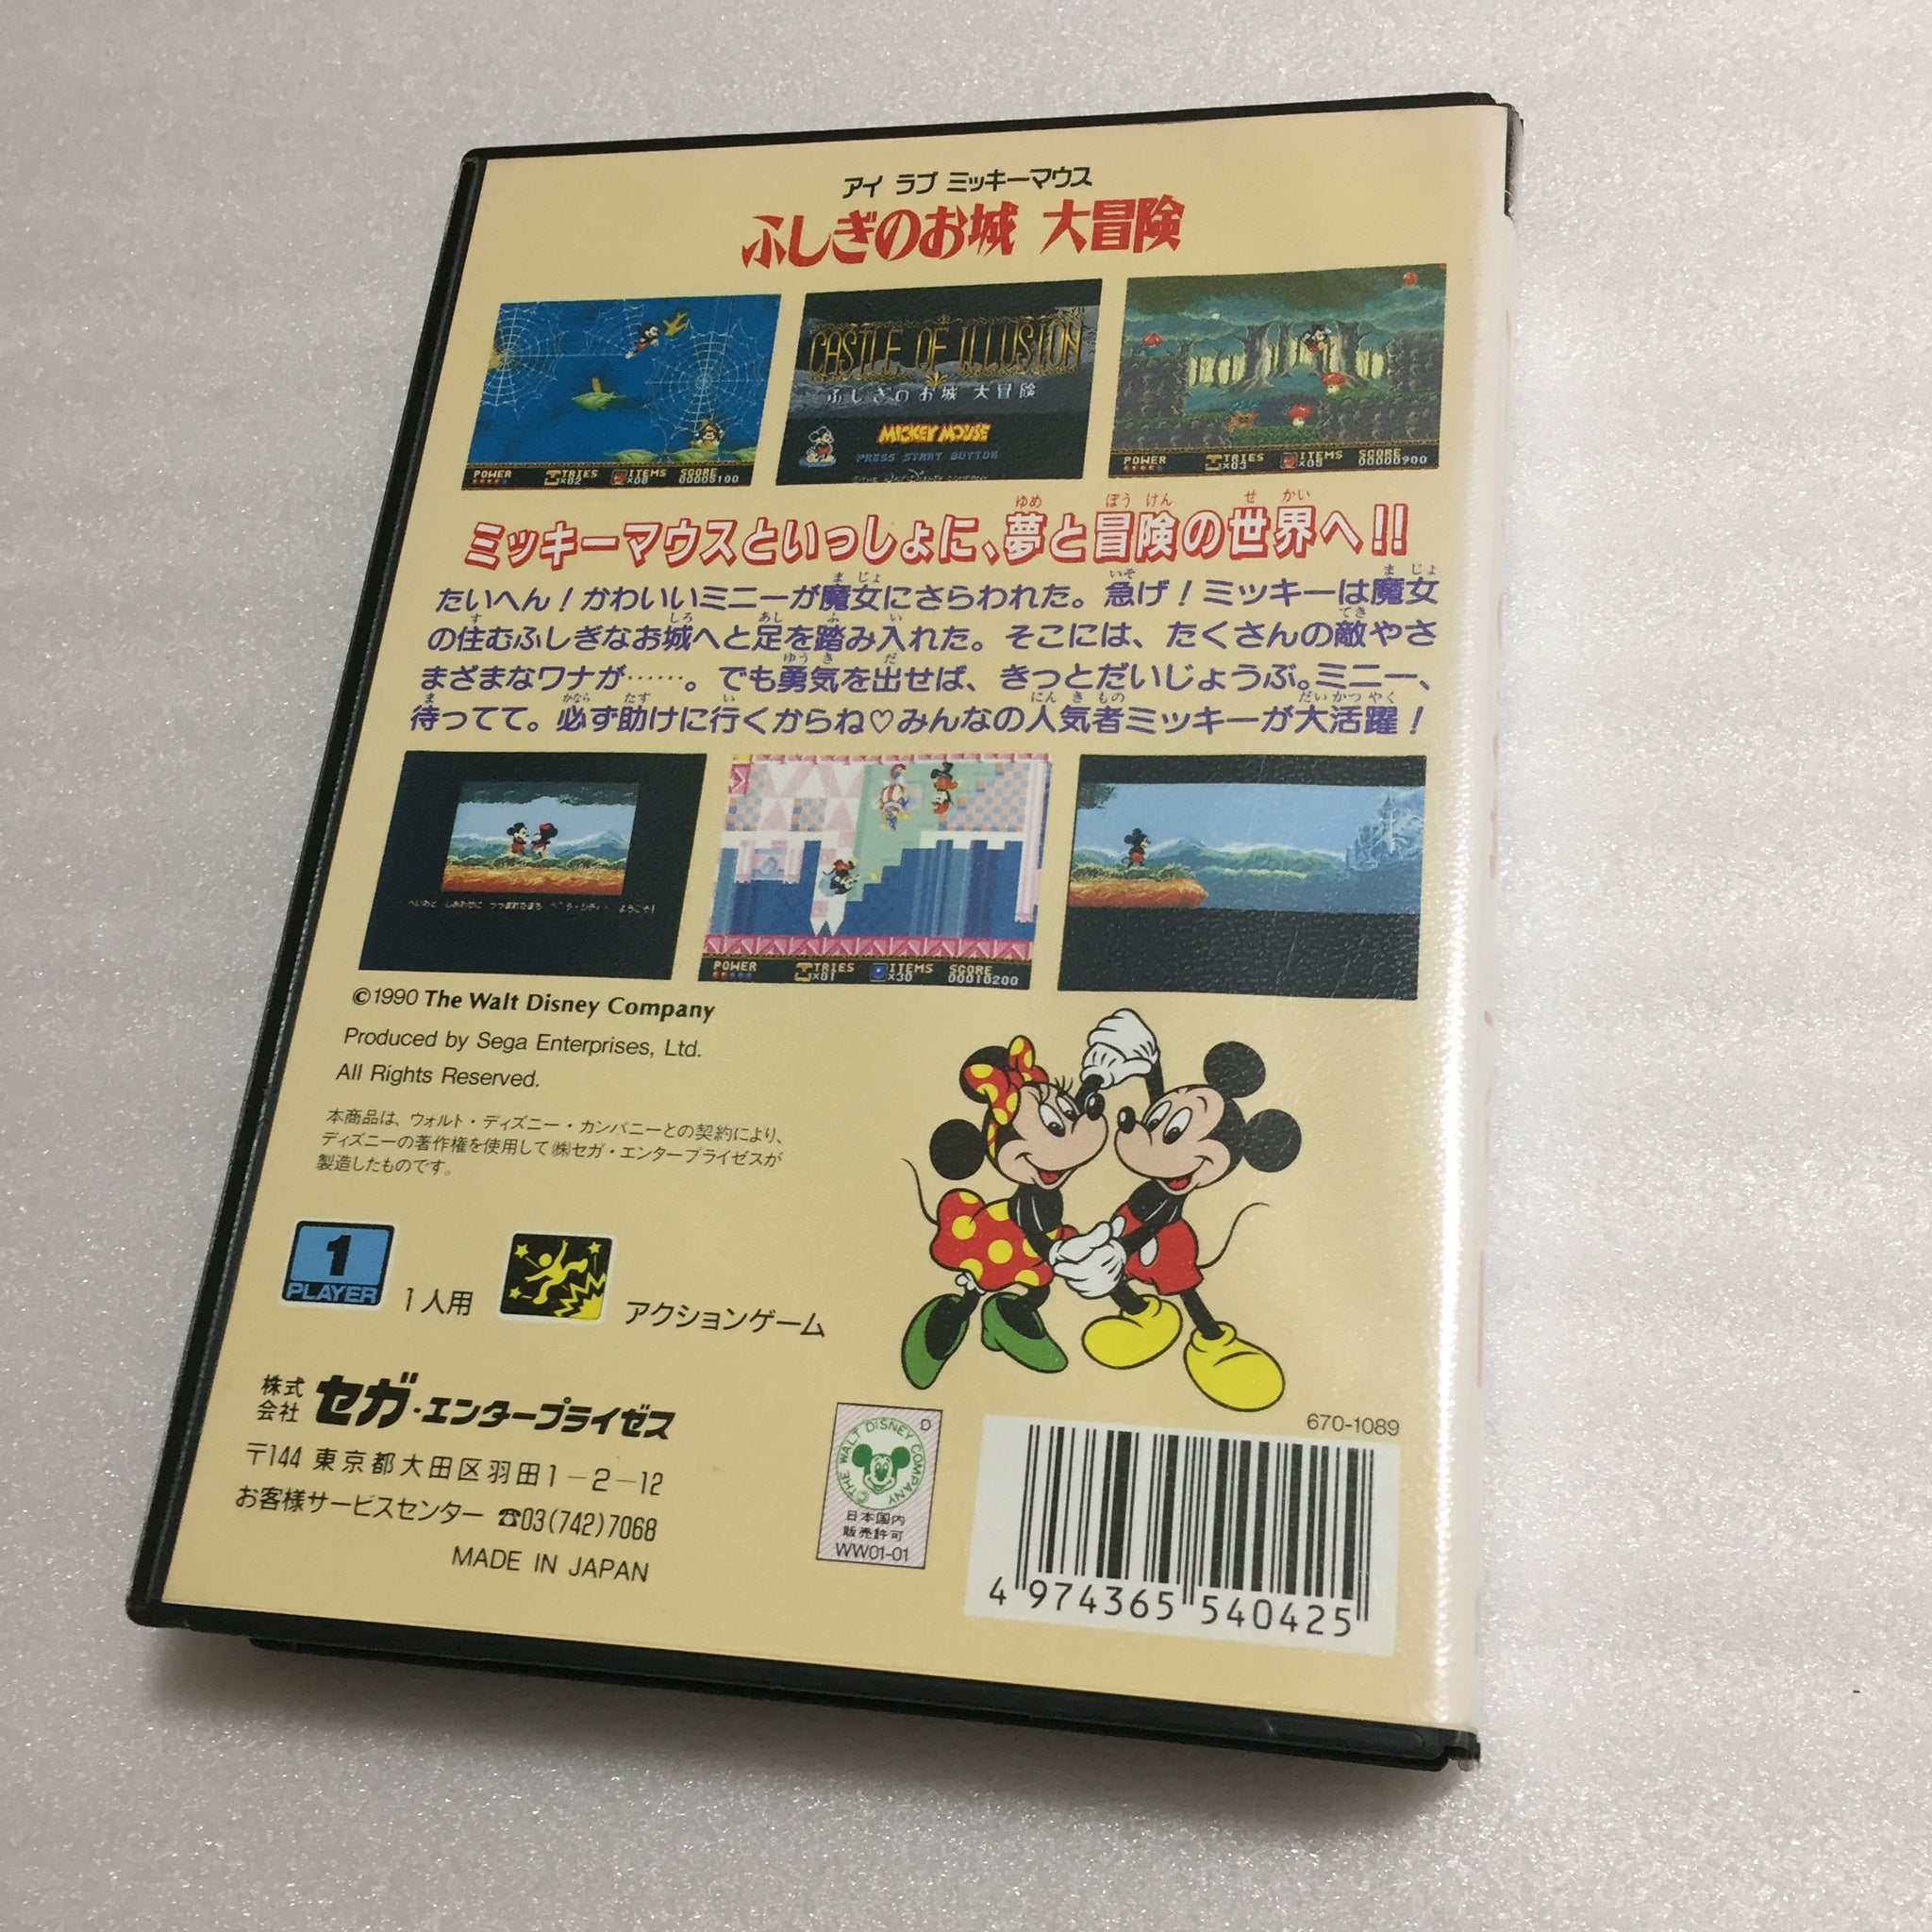 アイ ラブ ミッキーマウス
ふしぎのお城 大冒険
POWER TRIES ×02 ITEMS ×08 SCORE 00005100
CASTLE OF ILLUSION
ふしぎのお城 大冒険
MICKEY MOUSE
PRESS START BUTTON
©THE WALT DISNEY COMPANY
POWER TRIES ×03 ITEMS ×05 SCORE 00000900
ミッキーマウスといっしょに、夢と冒険の世界へ!!
たいへん!かわいいミニーが魔女にさらわれた。急げ!ミッキーは魔女
の住むふしぎなお城へと足を踏み入れた。そこには、たくさんの敵やさ
まざまなワナが……。でも勇気を出せば、きっとだいじょうぶ。ミニー、
待ってて。必ず助けに行くからね♡みんなの人気者ミッキーが大活躍!
POWER TRIES ×01 ITEMS ×30 SCORE 00010200
©1990 The Walt Disney Company
Produced by Sega Enterprises, Ltd.
All Rights Reserved.
本商品は、ウォルト・ディズニー・カンパニーとの契約により、
ディズニーの著作権を使用して㈱セガ・エンタープライゼスが
製造したものです。
1 PLAYER 1人用 アクションゲーム
株式会社 セガ・エンタープライゼス
〒144 東京都大田区羽田1-2-12
お客様サービスセンター ☎03(742)7068
MADE IN JAPAN
D
©THE WALT DISNEY COMPANY
日本国内
販売許可
WW01-01
670-1089
4 974365 540425